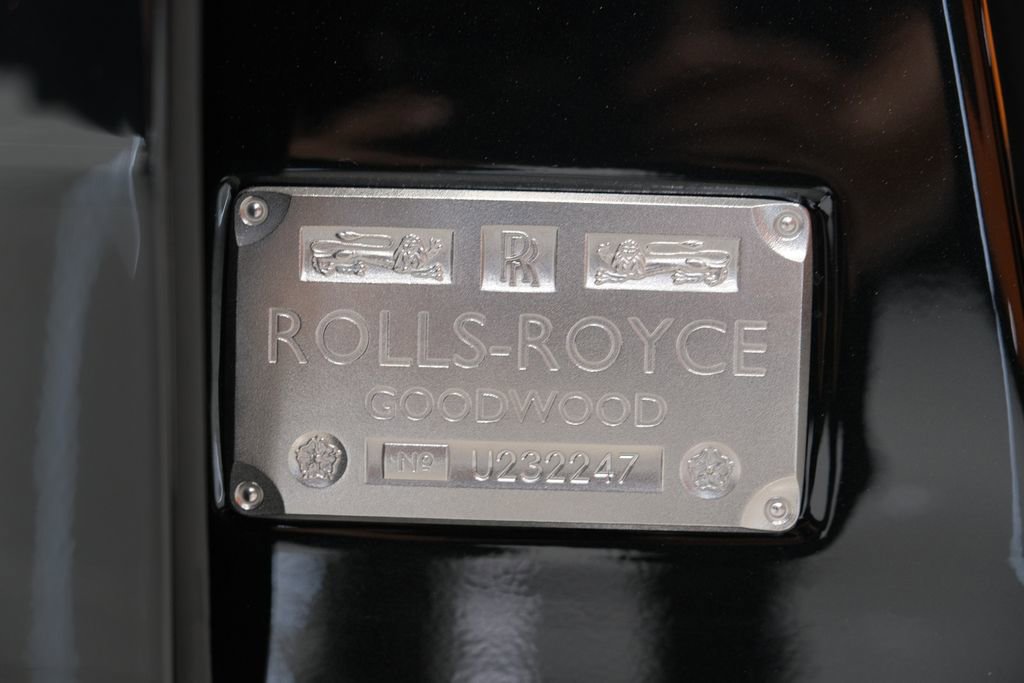 RR
ROLLS-ROYCE
GOODWOOD
Nº U232247